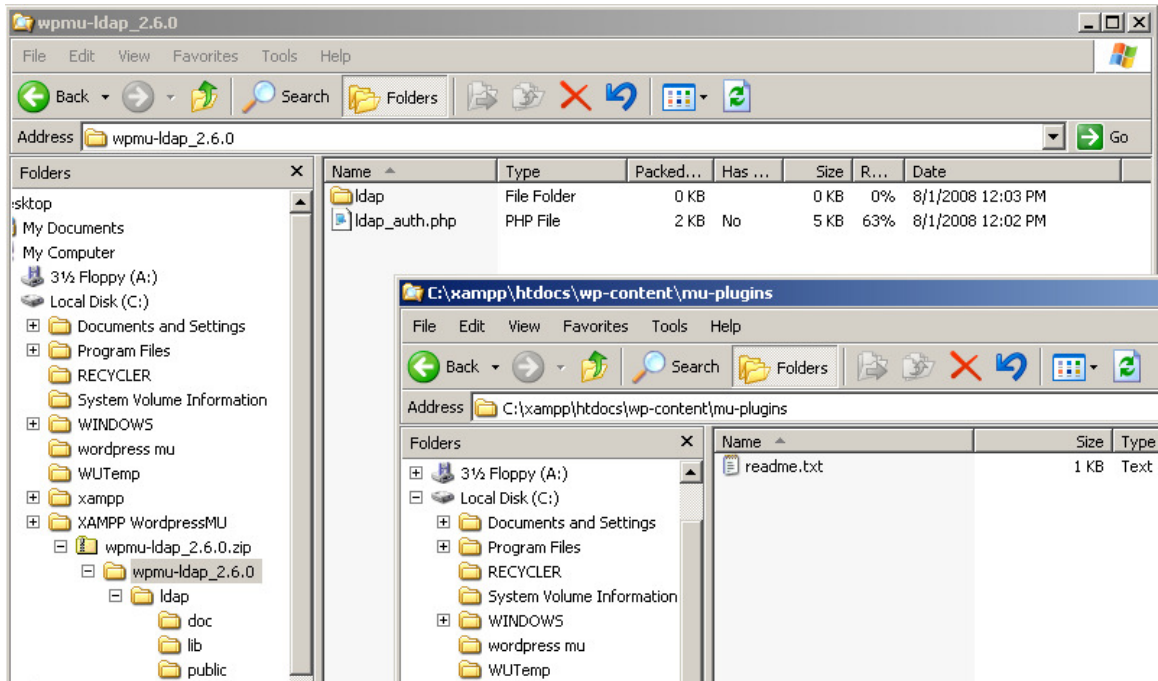 wpmu-ldap_2.6.0
File Edit View Favorites Tools Help
Back Search Folders
Address wpmu-ldap_2.6.0 Go
Folders
Name Type Packed... Has ... Size R... Date
ldap File Folder 0 KB 0 KB 0% 8/1/2008 12:03 PM
ldap_auth.php PHP File 2 KB No 5 KB 63% 8/1/2008 12:02 PM
sktop
My Documents
My Computer
3½ Floppy (A:)
Local Disk (C:)
Documents and Settings
Program Files
RECYCLER
System Volume Information
WINDOWS
wordpress mu
WUTemp
xampp
XAMPP WordpressMU
wpmu-ldap_2.6.0.zip
wpmu-ldap_2.6.0
ldap
doc
lib
public
C:\xampp\htdocs\wp-content\mu-plugins
File Edit View Favorites Tools Help
Back Search Folders
Address C:\xampp\htdocs\wp-content\mu-plugins
Folders
Name Size Type
readme.txt 1 KB Text
3½ Floppy (A:)
Local Disk (C:)
Documents and Settings
Program Files
RECYCLER
System Volume Information
WINDOWS
wordpress mu
WUTemp